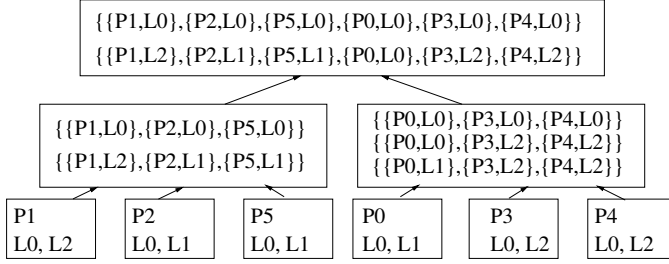 {{P1,L0},{P2,L0},{P5,L0},{P0,L0},{P3,L0},{P4,L0}}
{{P1,L2},{P2,L1},{P5,L1},{P0,L0},{P3,L2},{P4,L2}}
{{P1,L0},{P2,L0},{P5,L0}}
{{P1,L2},{P2,L1},{P5,L1}}
{{P0,L0},{P3,L0},{P4,L0}}
{{P0,L0},{P3,L2},{P4,L2}}
{{P0,L1},{P3,L2},{P4,L2}}
P1
L0, L2
P2
L0, L1
P5
L0, L1
P0
L0, L1
P3
L0, L2
P4
L0, L2